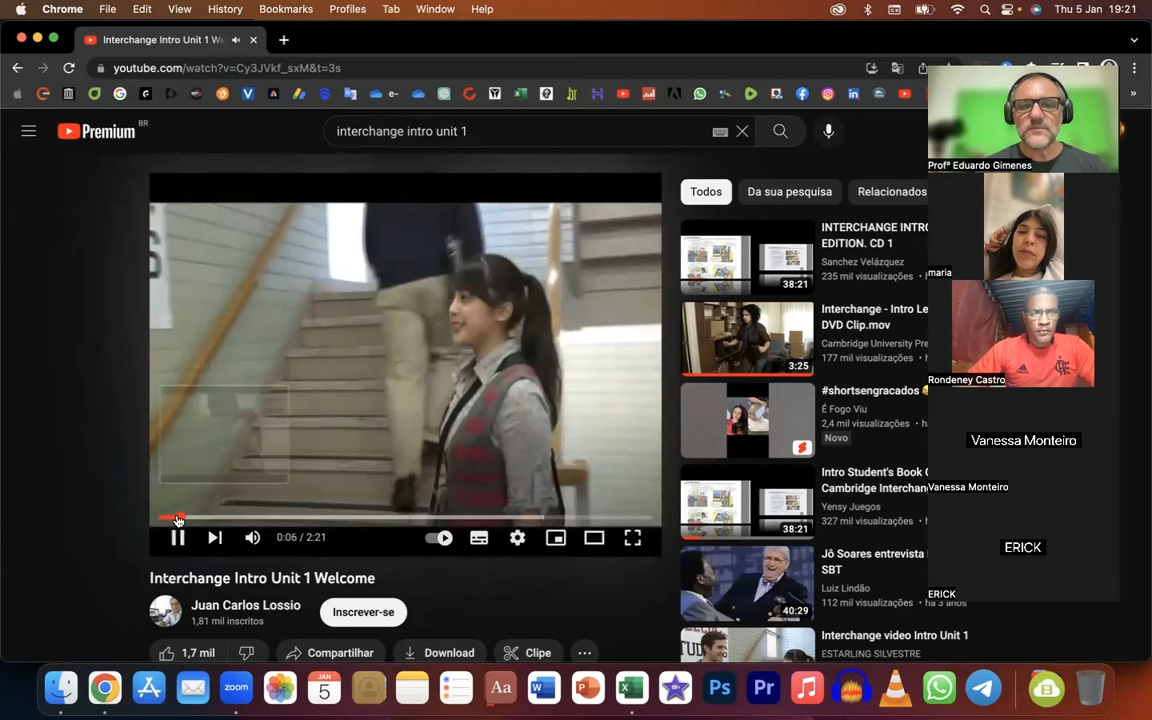 Chrome File Edit View History Bookmarks Profiles Tab Window Help
Thu 5 Jan 19:21
Interchange Intro Unit 1 We
youtube.com/watch?v=Cy3JVkf_sxM&t=3s
Premium BR
interchange intro unit 1
Todos
Da sua pesquisa
Relacionados
INTERCHANGE INTRO
EDITION. CD 1
Sanchez Velázquez
235 mil visualizações
38:21
Interchange - Intro Le
DVD Clip.mov
Cambridge University Pre
177 mil visualizações
3:25
#shortsengracados
É Fogo Viu
2,4 mil visualizações
Novo
Intro Student's Book
Cambridge Interchan
Yensy Juegos
327 mil visualizações
38:21
Jô Soares entrevista
SBT
Luiz Lindão
112 mil visualizações • há 3 anos
40:29
Interchange video Intro Unit 1
ESTARLING SILVESTRE
0:06 / 2:21
Interchange Intro Unit 1 Welcome
Juan Carlos Lossio
1,81 mil inscritos
Inscrever-se
1,7 mil
Compartilhar
Download
Clipe
Profº Eduardo Gimenes
maria
Rondeney Castro
Vanessa Monteiro
Vanessa Monteiro
ERICK
ERICK
zoom
JAN
5
Aa
Ps
Pr